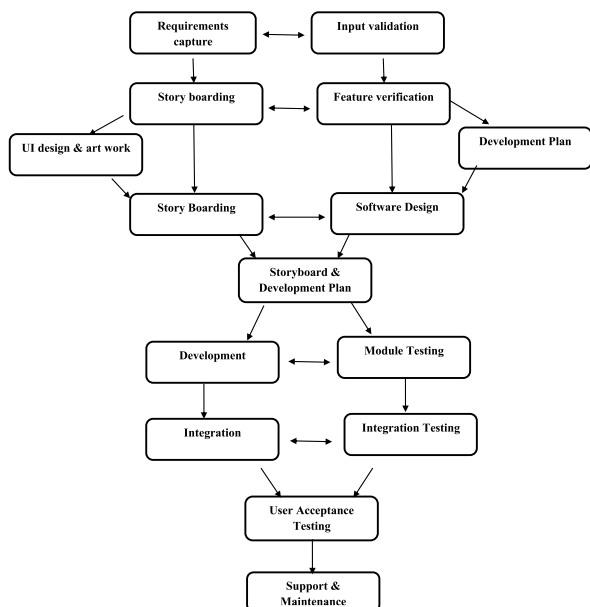 Requirements
capture
Input validation
Story boarding
Feature verification
UI design & art work
Development Plan
Story Boarding
Software Design
Storyboard &
Development Plan
Development
Module Testing
Integration
Integration Testing
User Acceptance
Testing
Support &
Maintenance